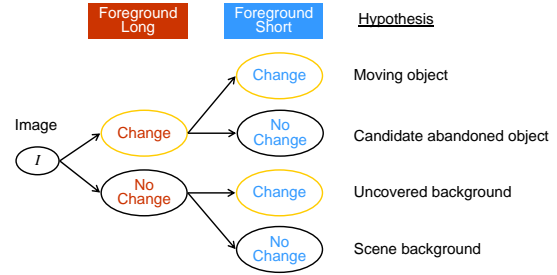 Foreground
Long
Foreground
Short
Hypothesis
Change
Moving object
Image
I
Change
No
Change
Candidate abandoned object
No
Change
Change
Uncovered background
No
Change
Scene background